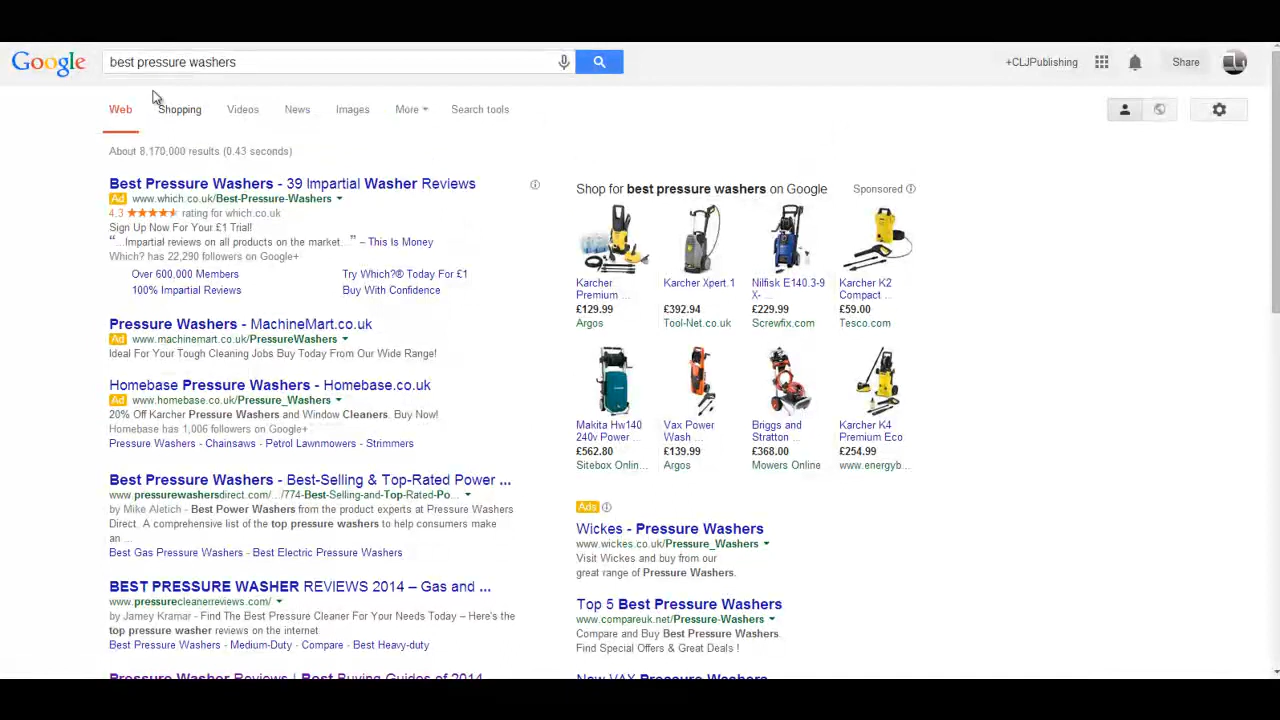 Google
best pressure washers
+CLJPublishing
Share
Web
Shopping
Videos
News
Images
More
Search tools
About 8,170,000 results (0.43 seconds)
Best Pressure Washers - 39 Impartial Washer Reviews
Ad www.which.co.uk/Best-Pressure-Washers
4.3 rating for which.co.uk
Sign Up Now For Your £1 Trial!
“...Impartial reviews on all products on the market...” – This Is Money
Which? has 22,290 followers on Google+
Over 600,000 Members
Try Which?® Today For £1
100% Impartial Reviews
Buy With Confidence
Pressure Washers - MachineMart.co.uk
Ad www.machinemart.co.uk/PressureWashers
Ideal For Your Tough Cleaning Jobs Buy Today From Our Wide Range!
Homebase Pressure Washers - Homebase.co.uk
Ad www.homebase.co.uk/Pressure_Washers
20% Off Karcher Pressure Washers and Window Cleaners. Buy Now!
Homebase has 1,006 followers on Google+
Pressure Washers - Chainsaws - Petrol Lawnmowers - Strimmers
Best Pressure Washers - Best-Selling & Top-Rated Power ...
www.pressurewashersdirect.com/.../774-Best-Selling-and-Top-Rated-Po...
by Mike Aletich - Best Power Washers from the product experts at Pressure Washers
Direct. A comprehensive list of the top pressure washers to help consumers make
an ...
Best Gas Pressure Washers - Best Electric Pressure Washers
BEST PRESSURE WASHER REVIEWS 2014 – Gas and ...
www.pressurecleanerreviews.com/
by Jamey Kramar - Find The Best Pressure Cleaner For Your Needs Today – Here's the
top pressure washer reviews on the internet
Best Pressure Washers - Medium-Duty - Compare - Best Heavy-duty
Pressure Washer Reviews | Best Buying Guides of 2014
Shop for best pressure washers on Google
Sponsored
Karcher
Premium ...
£129.99
Argos
Karcher Xpert.1
£392.94
Tool-Net.co.uk
Nilfisk E140.3-9
X- ...
£229.99
Screwfix.com
Karcher K2
Compact ...
£59.00
Tesco.com
Makita Hw140
240v Power ...
£562.80
Sitebox Onlin...
Vax Power
Wash ...
£139.99
Argos
Briggs and
Stratton ...
£368.00
Mowers Online
Karcher K4
Premium Eco
£254.99
www.energyb...
Ads
Wickes - Pressure Washers
www.wickes.co.uk/Pressure_Washers
Visit Wickes and buy from our
great range of Pressure Washers.
Top 5 Best Pressure Washers
www.compareuk.net/Pressure-Washers
Compare and Buy Best Pressure Washers.
Find Special Offers & Great Deals !
New VAX Pressure Washers